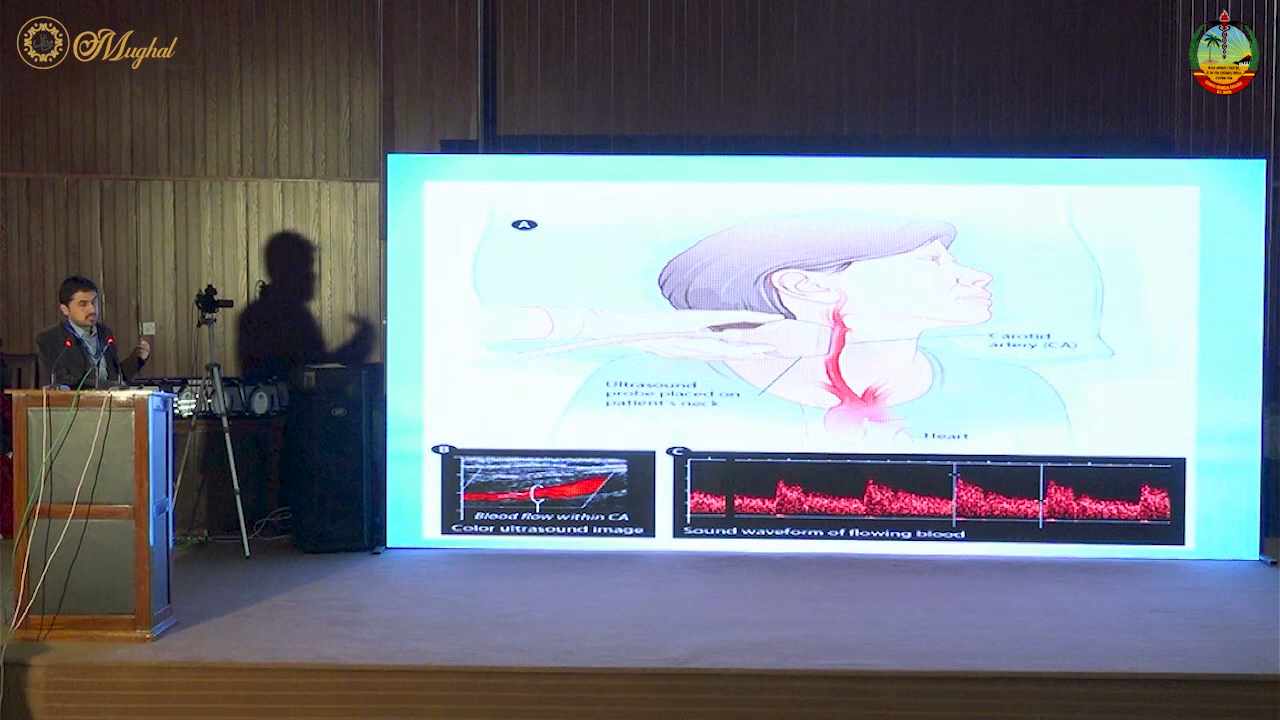 Mughal
A
Carotid
artery (CA)
Ultrasound
probe placed on
patient's neck
Heart
B
C
Blood flow within CA
Color ultrasound image
Sound waveform of flowing blood